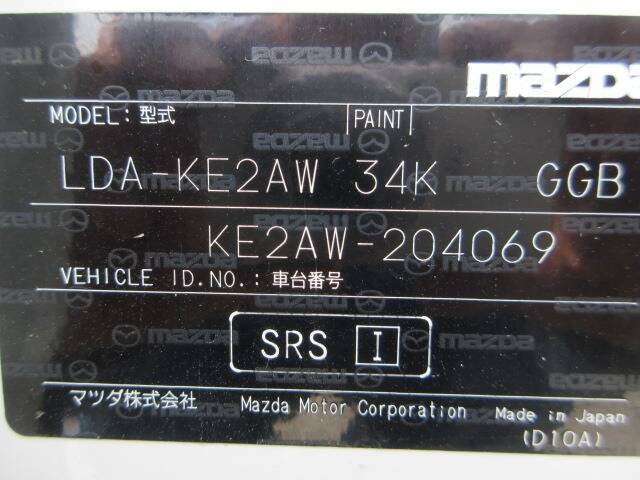 mazda
MODEL: 型式 PAINT
LDA-KE2AW 34K GGB
KE2AW-204069
VEHICLE ID.NO.: 車台番号
SRS I
マツダ株式会社 Mazda Motor Corporation Made in Japan
(D10A)